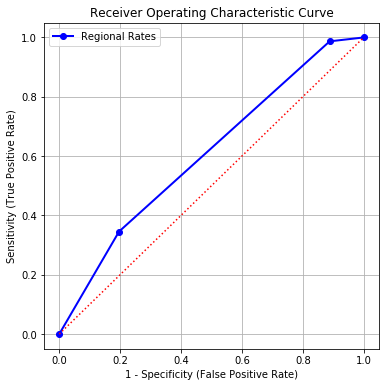 Receiver Operating Characteristic Curve
Regional Rates
1.0
0.8
0.6
0.4
0.2
0.0
Sensitivity (True Positive Rate)
0.0 0.2 0.4 0.6 0.8 1.0
1 - Specificity (False Positive Rate)